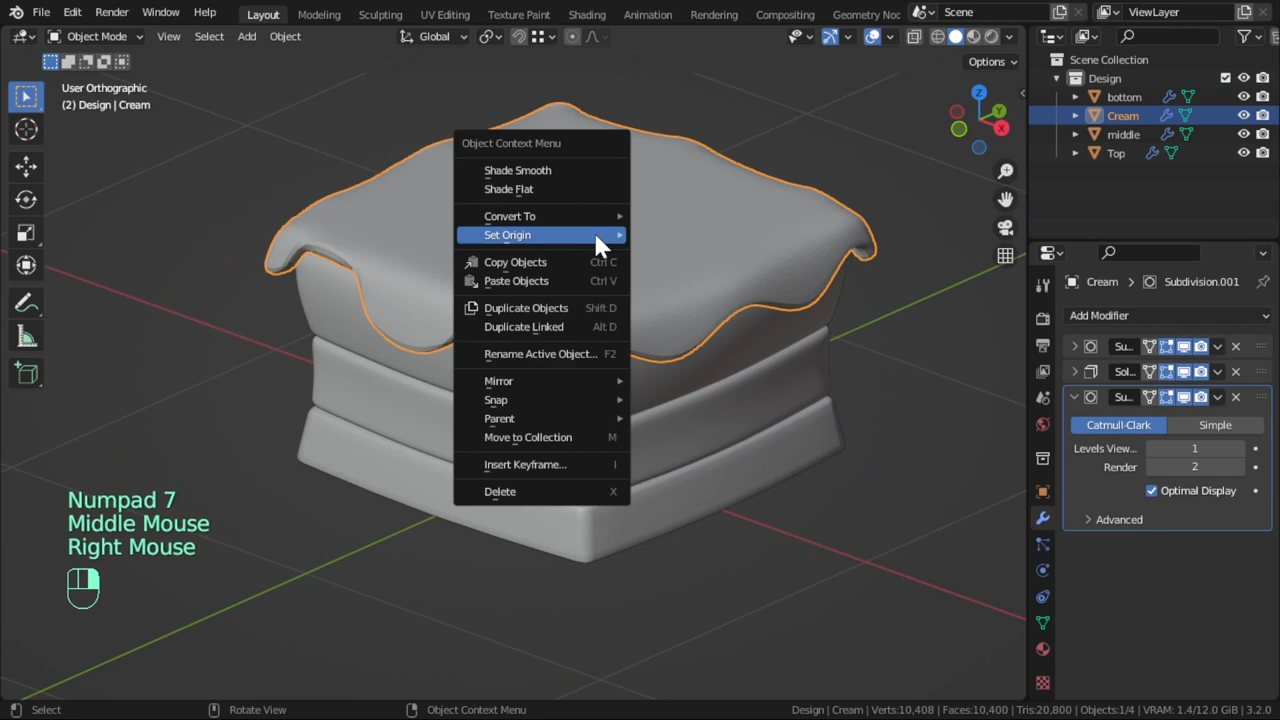 File Edit Render Window Help Layout Modeling Sculpting UV Editing Texture Paint Shading Animation Rendering Compositing Geometry Noc Scene ViewLayer
Object Mode View Select Add Object Global
Options
User Orthographic
(2) Design | Cream
Z
Y
X
Object Context Menu
Shade Smooth
Shade Flat
Convert To
Set Origin
Copy Objects Ctrl C
Paste Objects Ctrl V
Duplicate Objects Shift D
Duplicate Linked Alt D
Rename Active Object... F2
Mirror
Snap
Parent
Move to Collection M
Insert Keyframe... I
Delete X
Numpad 7
Middle Mouse
Right Mouse
Scene Collection
Design
bottom
Cream
middle
Top
Cream Subdivision.001
Add Modifier
Su..
Sol..
Su..
Catmull-Clark Simple
Levels View... 1
Render 2
Optimal Display
Advanced
Select Rotate View Object Context Menu Design | Cream | Verts:10,408 | Faces:10,400 | Tris:20,800 | Objects:1/4 | VRAM: 1.4/12.0 GiB | 3.2.0